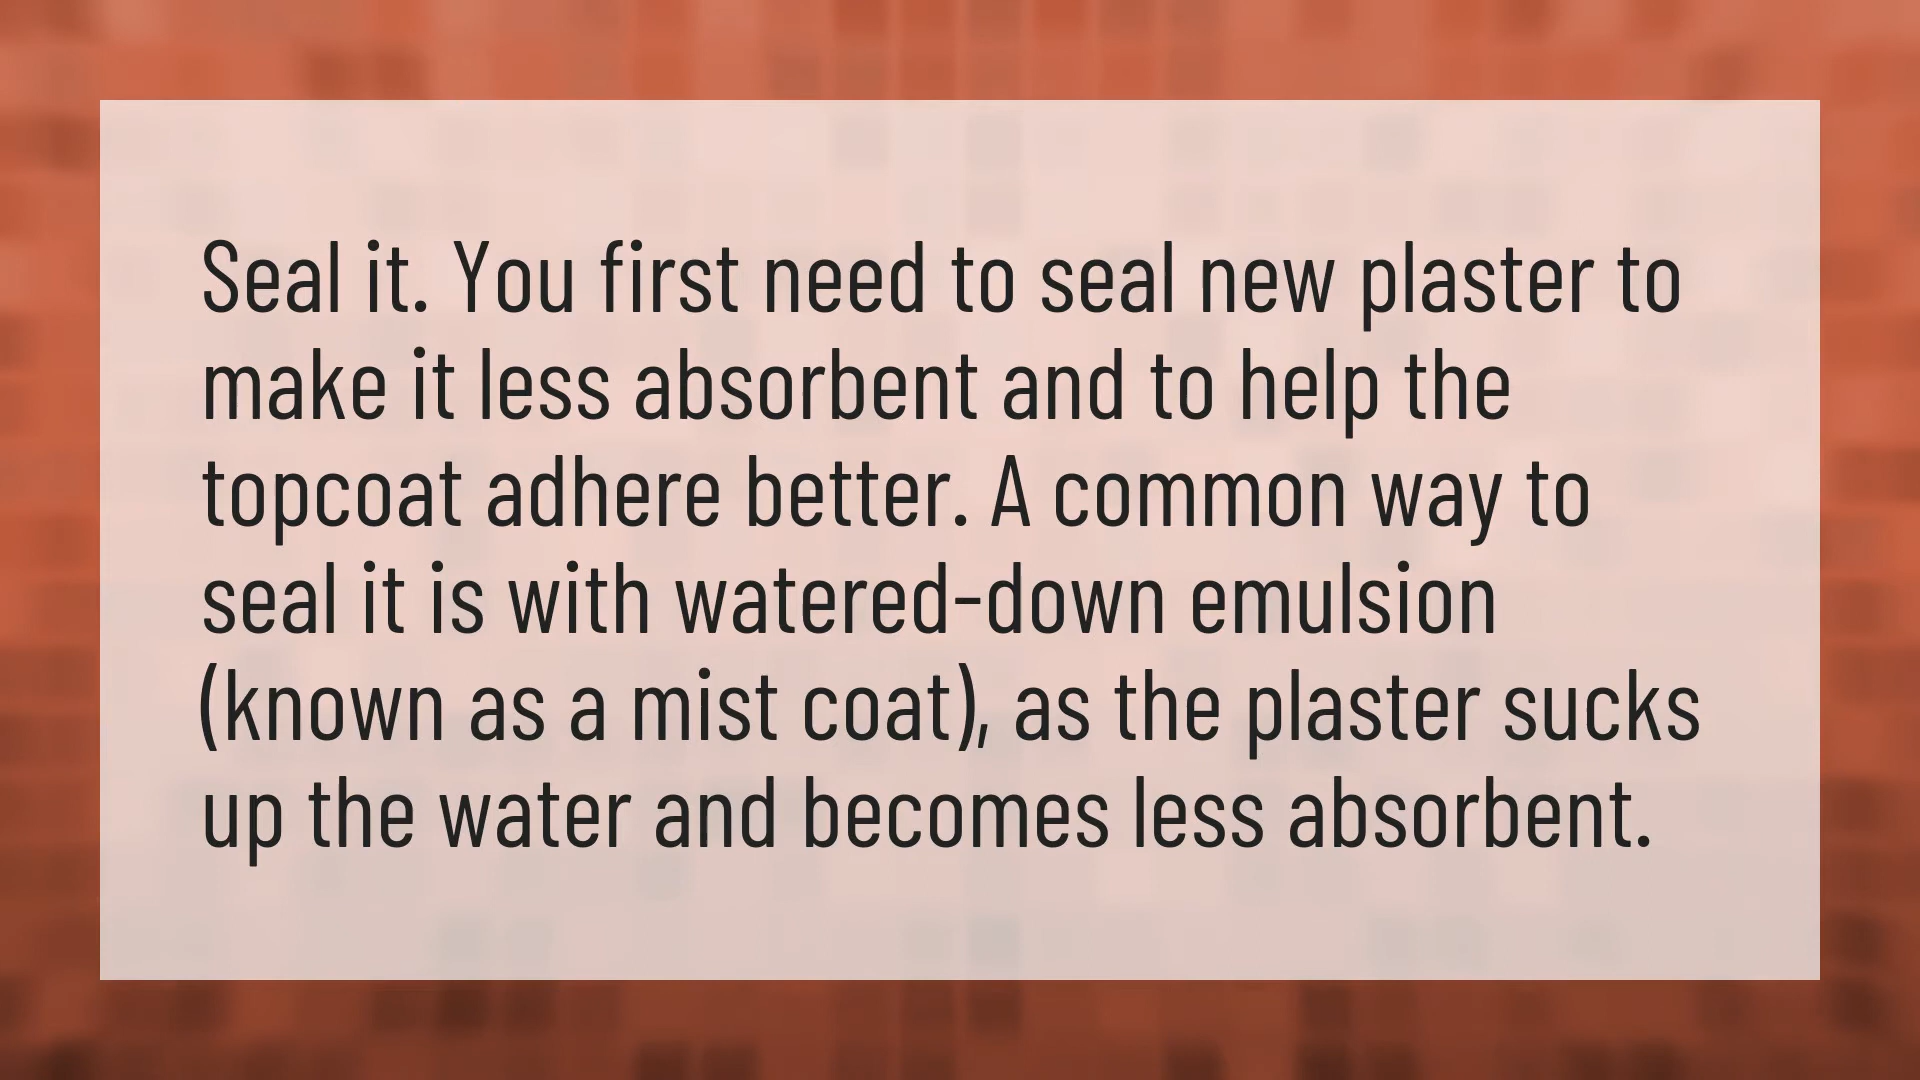 Seal it. You first need to seal new plaster to
make it less absorbent and to help the
topcoat adhere better. A common way to
seal it is with watered-down emulsion
(known as a mist coat), as the plaster sucks
up the water and becomes less absorbent.